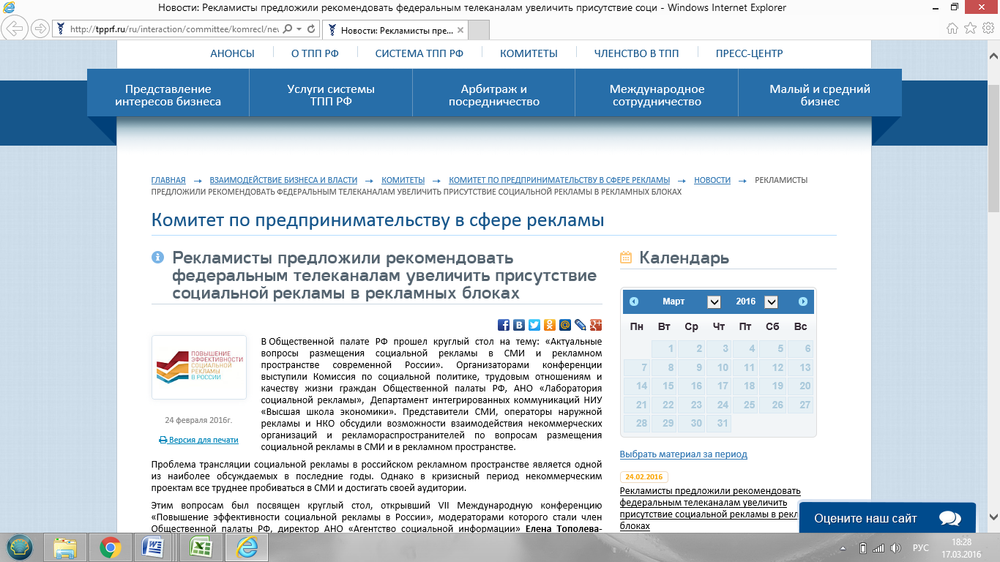 Новости: Рекламисты предложили рекомендовать федеральным телеканалам увеличить присутствие соци - Windows Internet Explorer
http://tpprf.ru/ru/interaction/committee/komrecl/nev
Новости: Рекламисты пре...
АНОНСЫ О ТПП РФ СИСТЕМА ТПП РФ КОМИТЕТЫ ЧЛЕНСТВО В ТПП ПРЕСС-ЦЕНТР
Представление интересов бизнеса
Услуги системы ТПП РФ
Арбитраж и посредничество
Международное сотрудничество
Малый и средний бизнес
ГЛАВНАЯ → ВЗАИМОДЕЙСТВИЕ БИЗНЕСА И ВЛАСТИ → КОМИТЕТЫ → КОМИТЕТ ПО ПРЕДПРИНИМАТЕЛЬСТВУ В СФЕРЕ РЕКЛАМЫ → НОВОСТИ → РЕКЛАМИСТЫ
ПРЕДЛОЖИЛИ РЕКОМЕНДОВАТЬ ФЕДЕРАЛЬНЫМ ТЕЛЕКАНАЛАМ УВЕЛИЧИТЬ ПРИСУТСТВИЕ СОЦИАЛЬНОЙ РЕКЛАМЫ В РЕКЛАМНЫХ БЛОКАХ
Комитет по предпринимательству в сфере рекламы
Рекламисты предложили рекомендовать
федеральным телеканалам увеличить присутствие
социальной рекламы в рекламных блоках
ПОВЫШЕНИЕ
ЭФФЕКТИВНОСТИ
СОЦИАЛЬНОЙ
РЕКЛАМЫ
В РОССИИ
24 февраля 2016г.
Версия для печати
В Общественной палате РФ прошел круглый стол на тему: «Актуальные
вопросы размещения социальной рекламы в СМИ и рекламном
пространстве современной России». Организаторами конференции
выступили Комиссия по социальной политике, трудовым отношениям и
качеству жизни граждан Общественной палаты РФ, АНО «Лаборатория
социальной рекламы», Департамент интегрированных коммуникаций НИУ
«Высшая школа экономики». Представители СМИ, операторы наружной
рекламы и НКО обсудили возможности взаимодействия некоммерческих
организаций и рекламораспространителей по вопросам размещения
социальной рекламы в СМИ и в рекламном пространстве.
Проблема трансляции социальной рекламы в российском рекламном пространстве является одной
из наиболее обсуждаемых в последние годы. Однако в кризисный период некоммерческим
проектам все труднее пробиваться в СМИ и достигать своей аудитории.
Этим вопросам был посвящен круглый стол, открывший VII Международную конференцию
«Повышение эффективности социальной рекламы в России», модераторами которого стали член
Общественной палаты РФ, директор АНО «Агентство социальной информации» Елена Тополева-
Календарь
Март 2016
Пн Вт Ср Чт Пт Сб Вс
1 2 3 4 5 6
7 8 9 10 11 12 13
14 15 16 17 18 19 20
21 22 23 24 25 26 27
28 29 30 31
Выбрать материал за период
24.02.2016
Рекламисты предложили рекомендовать
федеральным телеканалам увеличить
присутствие социальной рекламы в рекл
блоках
Оцените наш сайт
РУС
18:28
17.03.2016